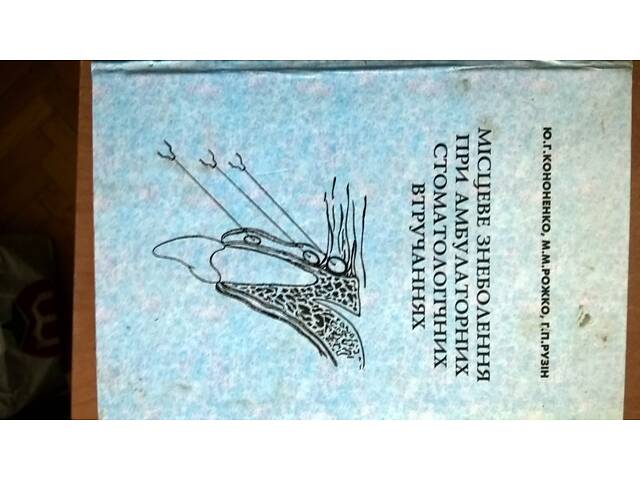 Ю.Г.КОНОНЕНКО, М.М.РОЖКО, Г.П.РУЗІН
МІСЦЕВЕ ЗНЕБОЛЕННЯ
ПРИ АМБУЛАТОРНИХ
СТОМАТОЛОГІЧНИХ
ВТРУЧАННЯХ